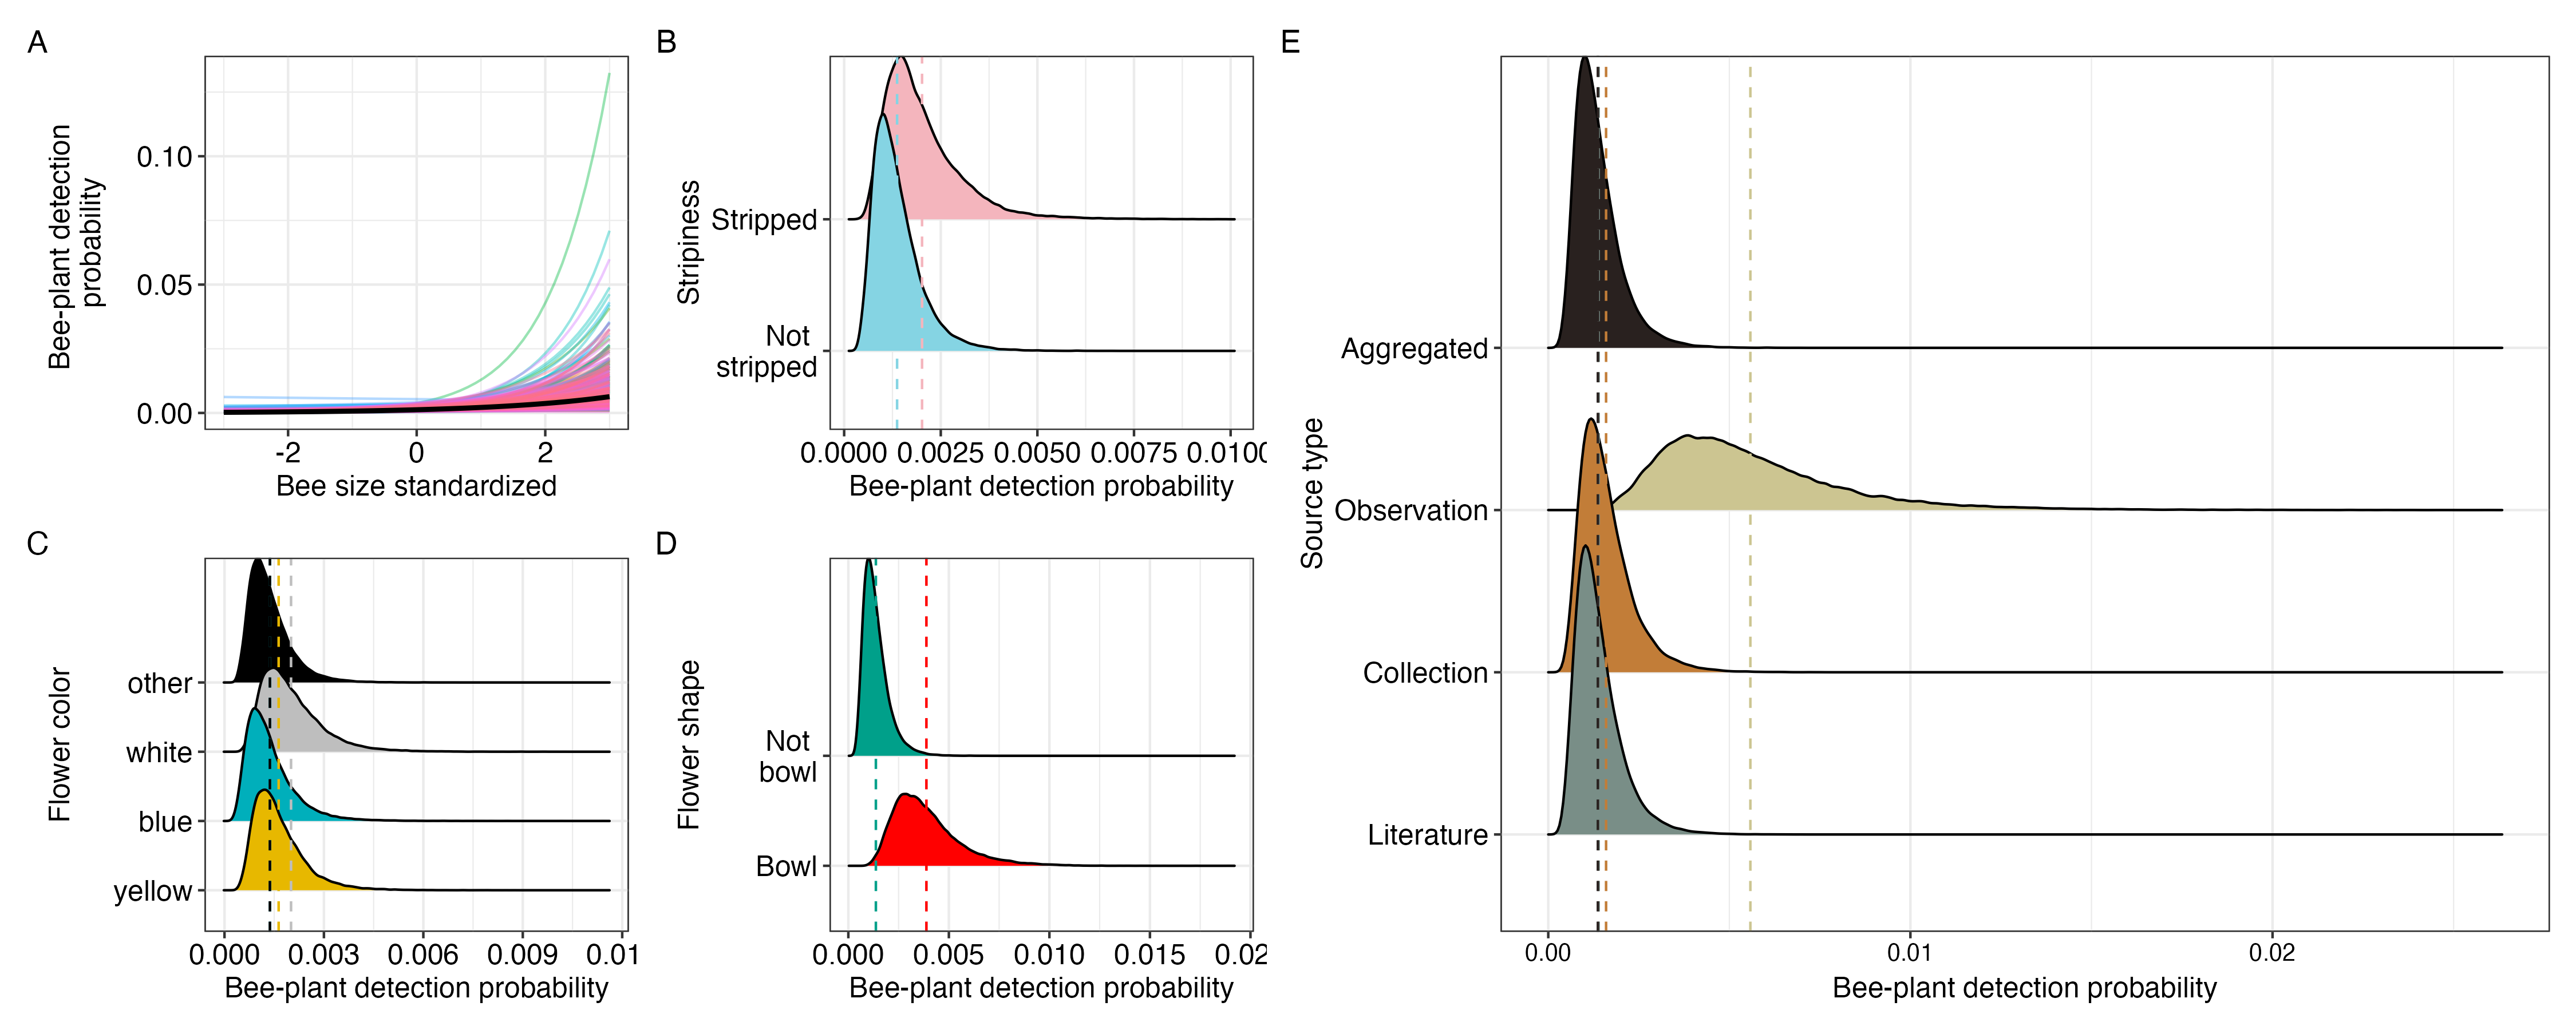 A
Bee-plant detection
probability
0.10
0.05
0.00
-2
0
2
Bee size standardized
B
Stripiness
Stripped
Not
stripped
0.0000
0.0025
0.0050
0.0075
0.010
Bee-plant detection probability
C
Flower color
other
white
blue
yellow
0.000
0.003
0.006
0.009
0.01
Bee-plant detection probability
D
Flower shape
Not
bowl
Bowl
0.000
0.005
0.010
0.015
0.02
Bee-plant detection probability
E
Source type
Aggregated
Observation
Collection
Literature
0.00
0.01
0.02
Bee-plant detection probability